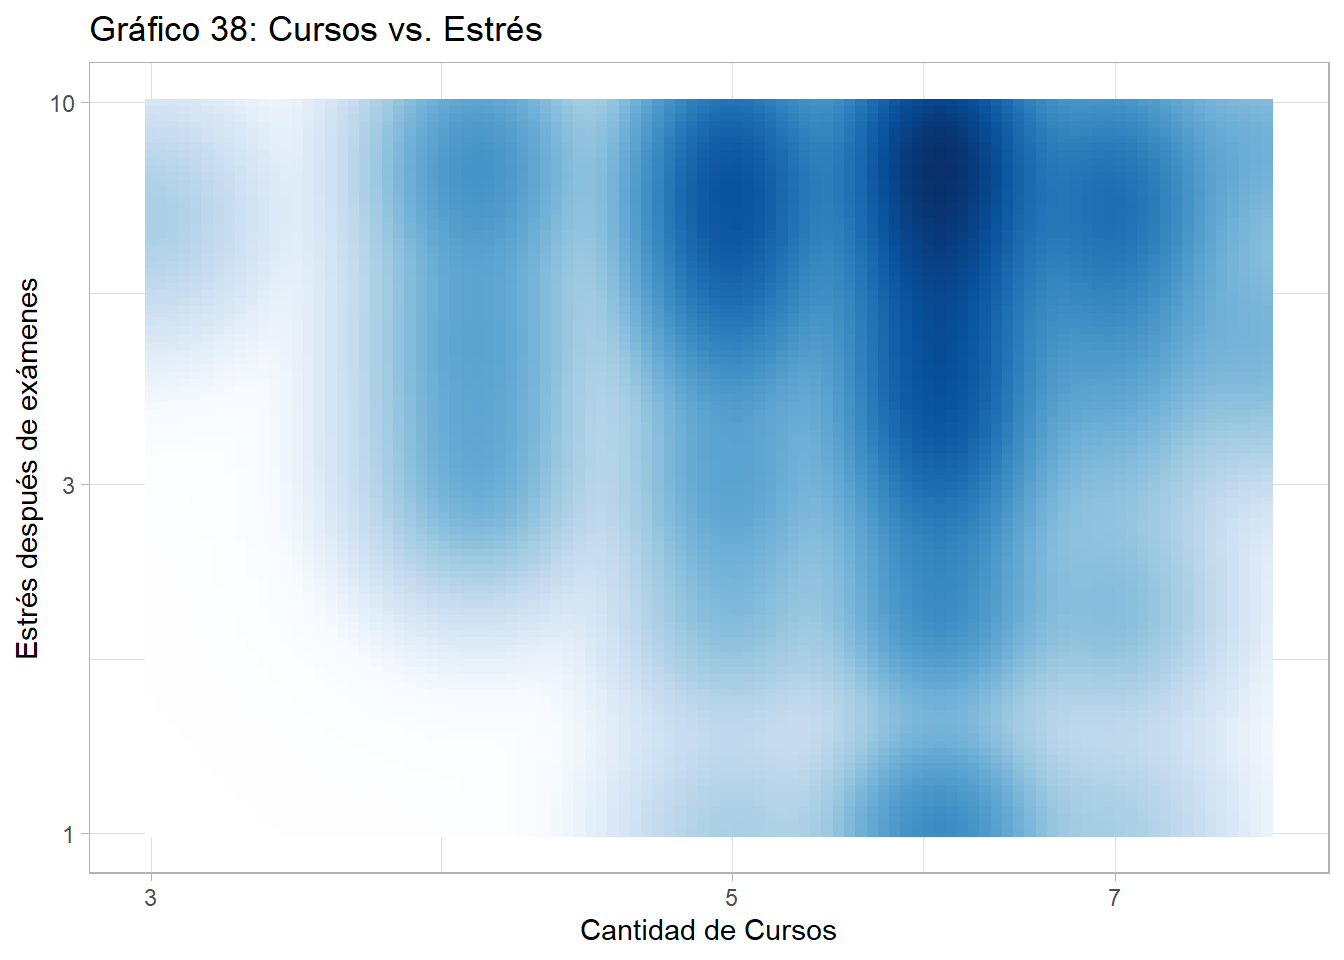 Gráfico 38: Cursos vs. Estrés
10
3
1
Estrés después de exámenes
3
5
7
Cantidad de Cursos